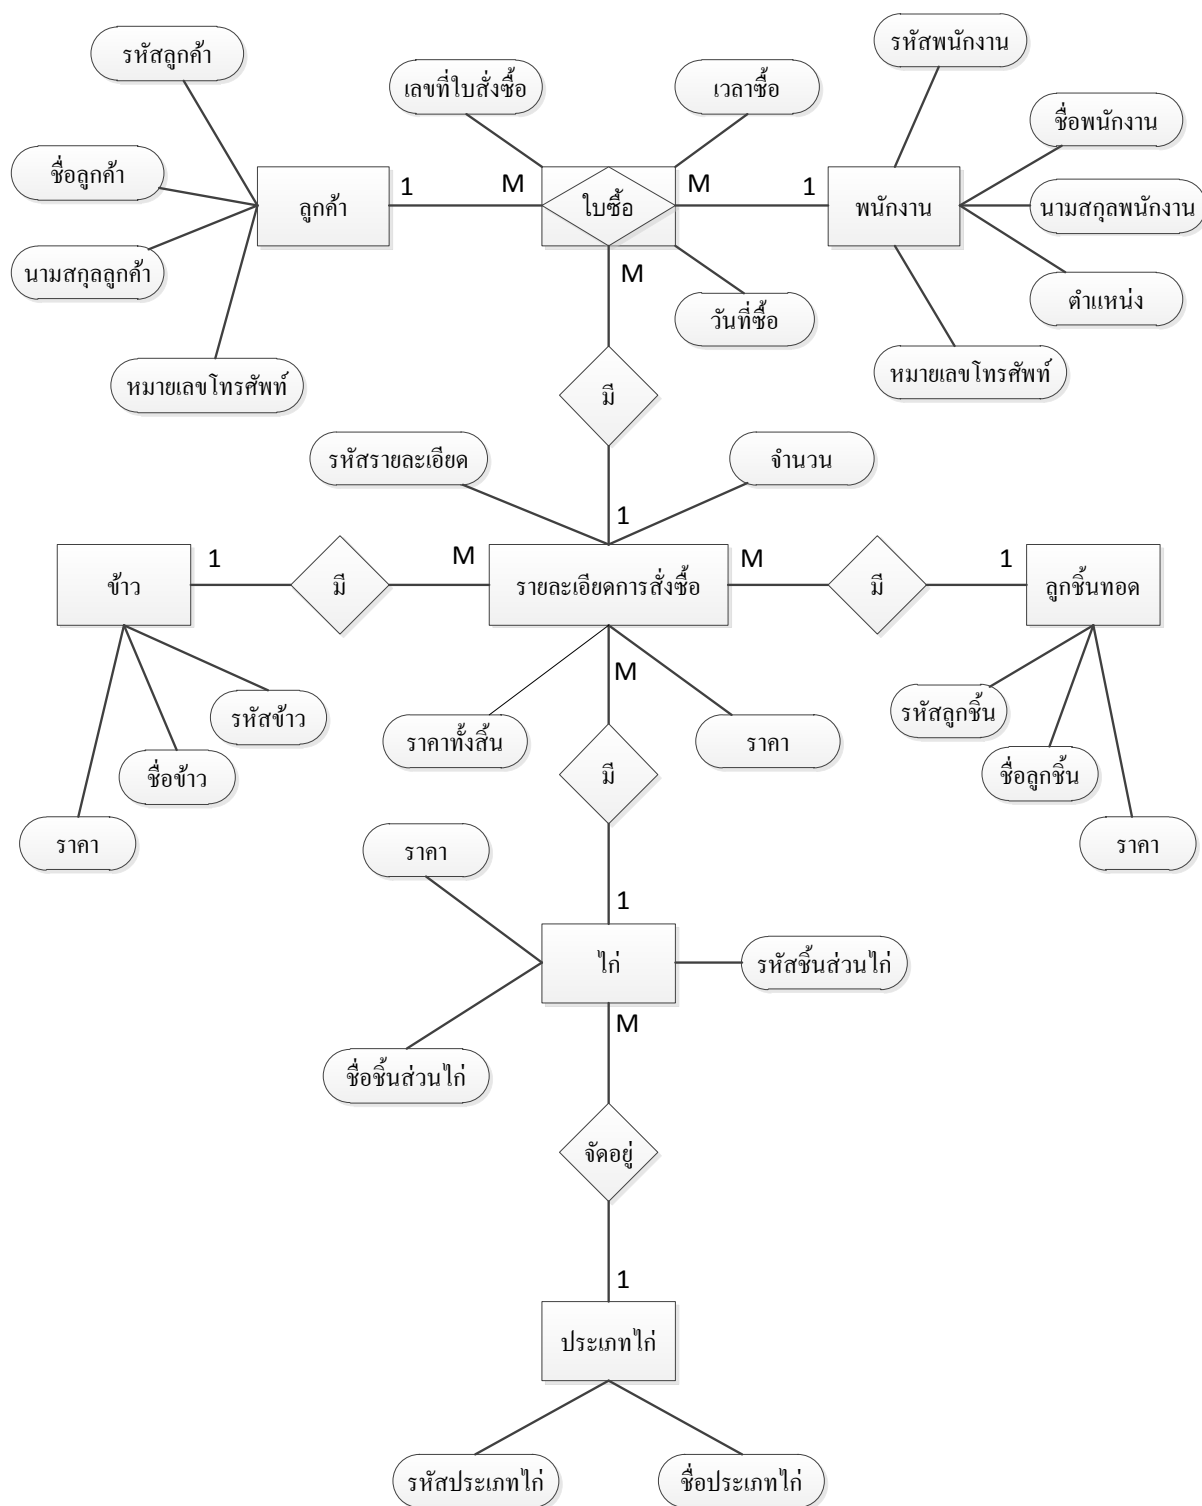 รหัสลูกค้า
รหัสพนักงาน
เลขที่ใบสั่งซื้อ
เวลาซื้อ
ชื่อพนักงาน
ชื่อลูกค้า
ลูกค้า
1
M
ใบซื้อ
M
1
พนักงาน
นามสกุลพนักงาน
นามสกุลลูกค้า
M
วันที่ซื้อ
ตำแหน่ง
หมายเลขโทรศัพท์
มี
หมายเลขโทรศัพท์
รหัสรายละเอียด
จำนวน
1
ข้าว
1
มี
M
รายละเอียดการสั่งซื้อ
M
มี
1
ลูกชิ้นทอด
M
รหัสข้าว
รหัสลูกชิ้น
ราคาทั้งสิ้น
ราคา
ชื่อข้าว
มี
ชื่อลูกชิ้น
ราคา
ราคา
ราคา
1
ไก่
รหัสชิ้นส่วนไก่
M
ชื่อชิ้นส่วนไก่
จัดอยู่
1
ประเภทไก่
รหัสประเภทไก่
ชื่อประเภทไก่